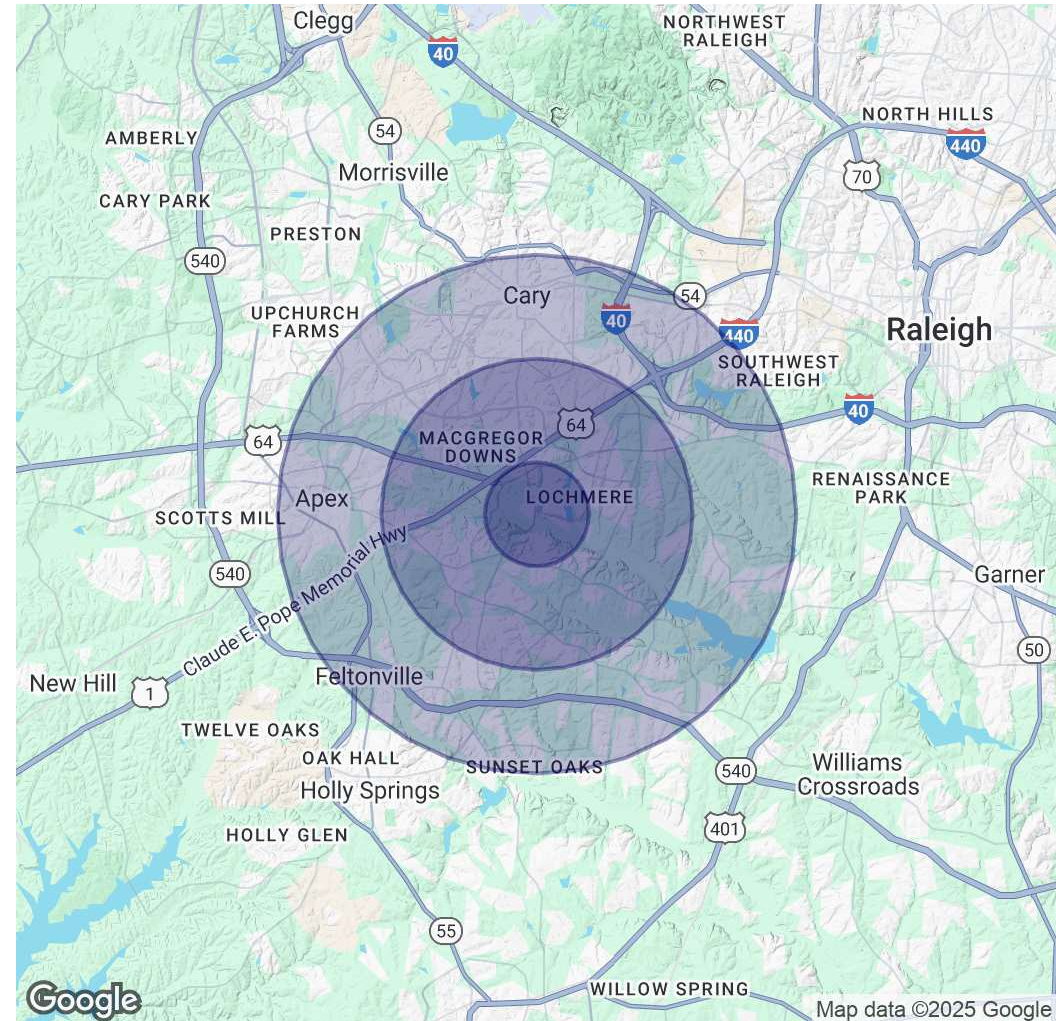 Clegg
NORTHWEST
RALEIGH
40
NORTH HILLS
54
AMBERLY
440
Morrisville
70
CARY PARK
PRESTON
540
Cary
54
UPCHURCH
FARMS
40
440
Raleigh
SOUTHWEST
RALEIGH
40
64
MACGREGOR
DOWNS
64
RENAISSANCE
PARK
Apex
LOCHMERE
SCOTTS MILL
540
Claude E. Pope Memorial Hwy
Garner
50
New Hill
1
Feltonville
TWELVE OAKS
OAK HALL
SUNSET OAKS
540
Williams
Crossroads
Holly Springs
401
HOLLY GLEN
55
WILLOW SPRING
Google
Map data ©2025 Google